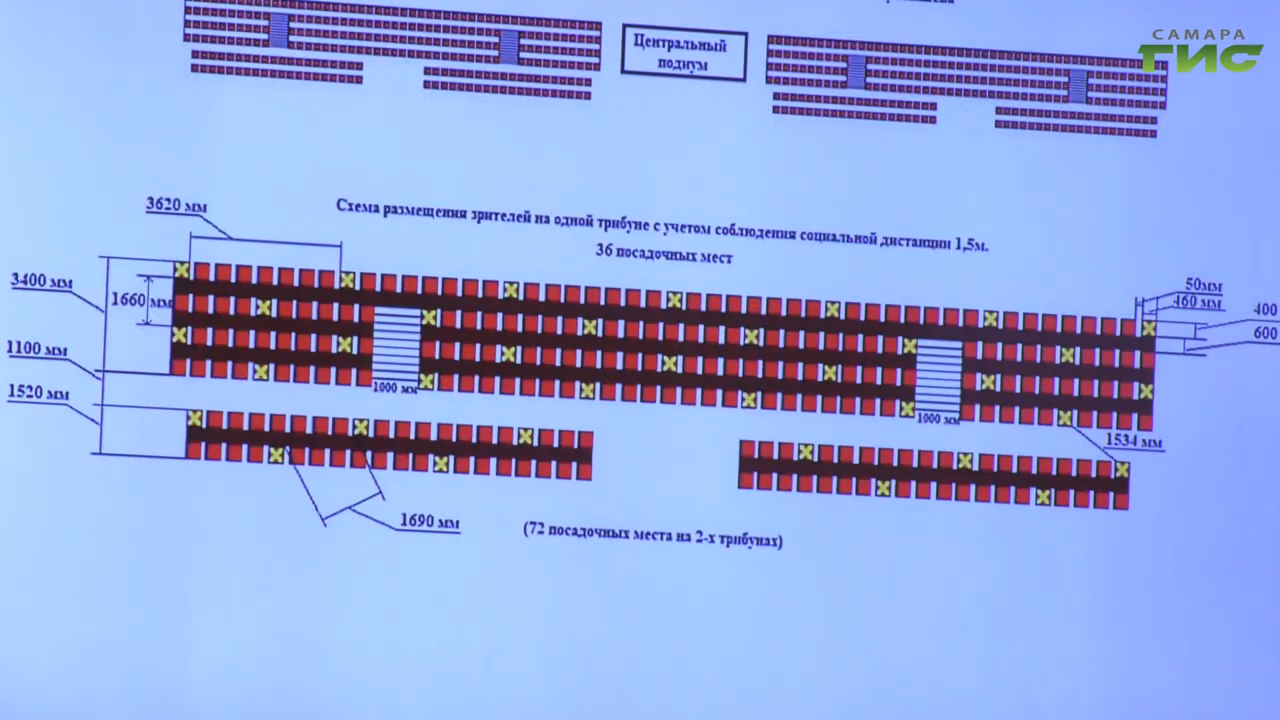 САМАРА
ГИС
Центральный
подиум
3620 мм
Схема размещения зрителей на одной трибуне с учетом соблюдения социальной дистанции 1,5м.
36 посадочных мест
3400 мм
1660 мм
50мм
460 мм
400
600
1100 мм
1520 мм
1000 мм
1000 мм
1534 мм
1690 мм
(72 посадочных места на 2-х трибунах)